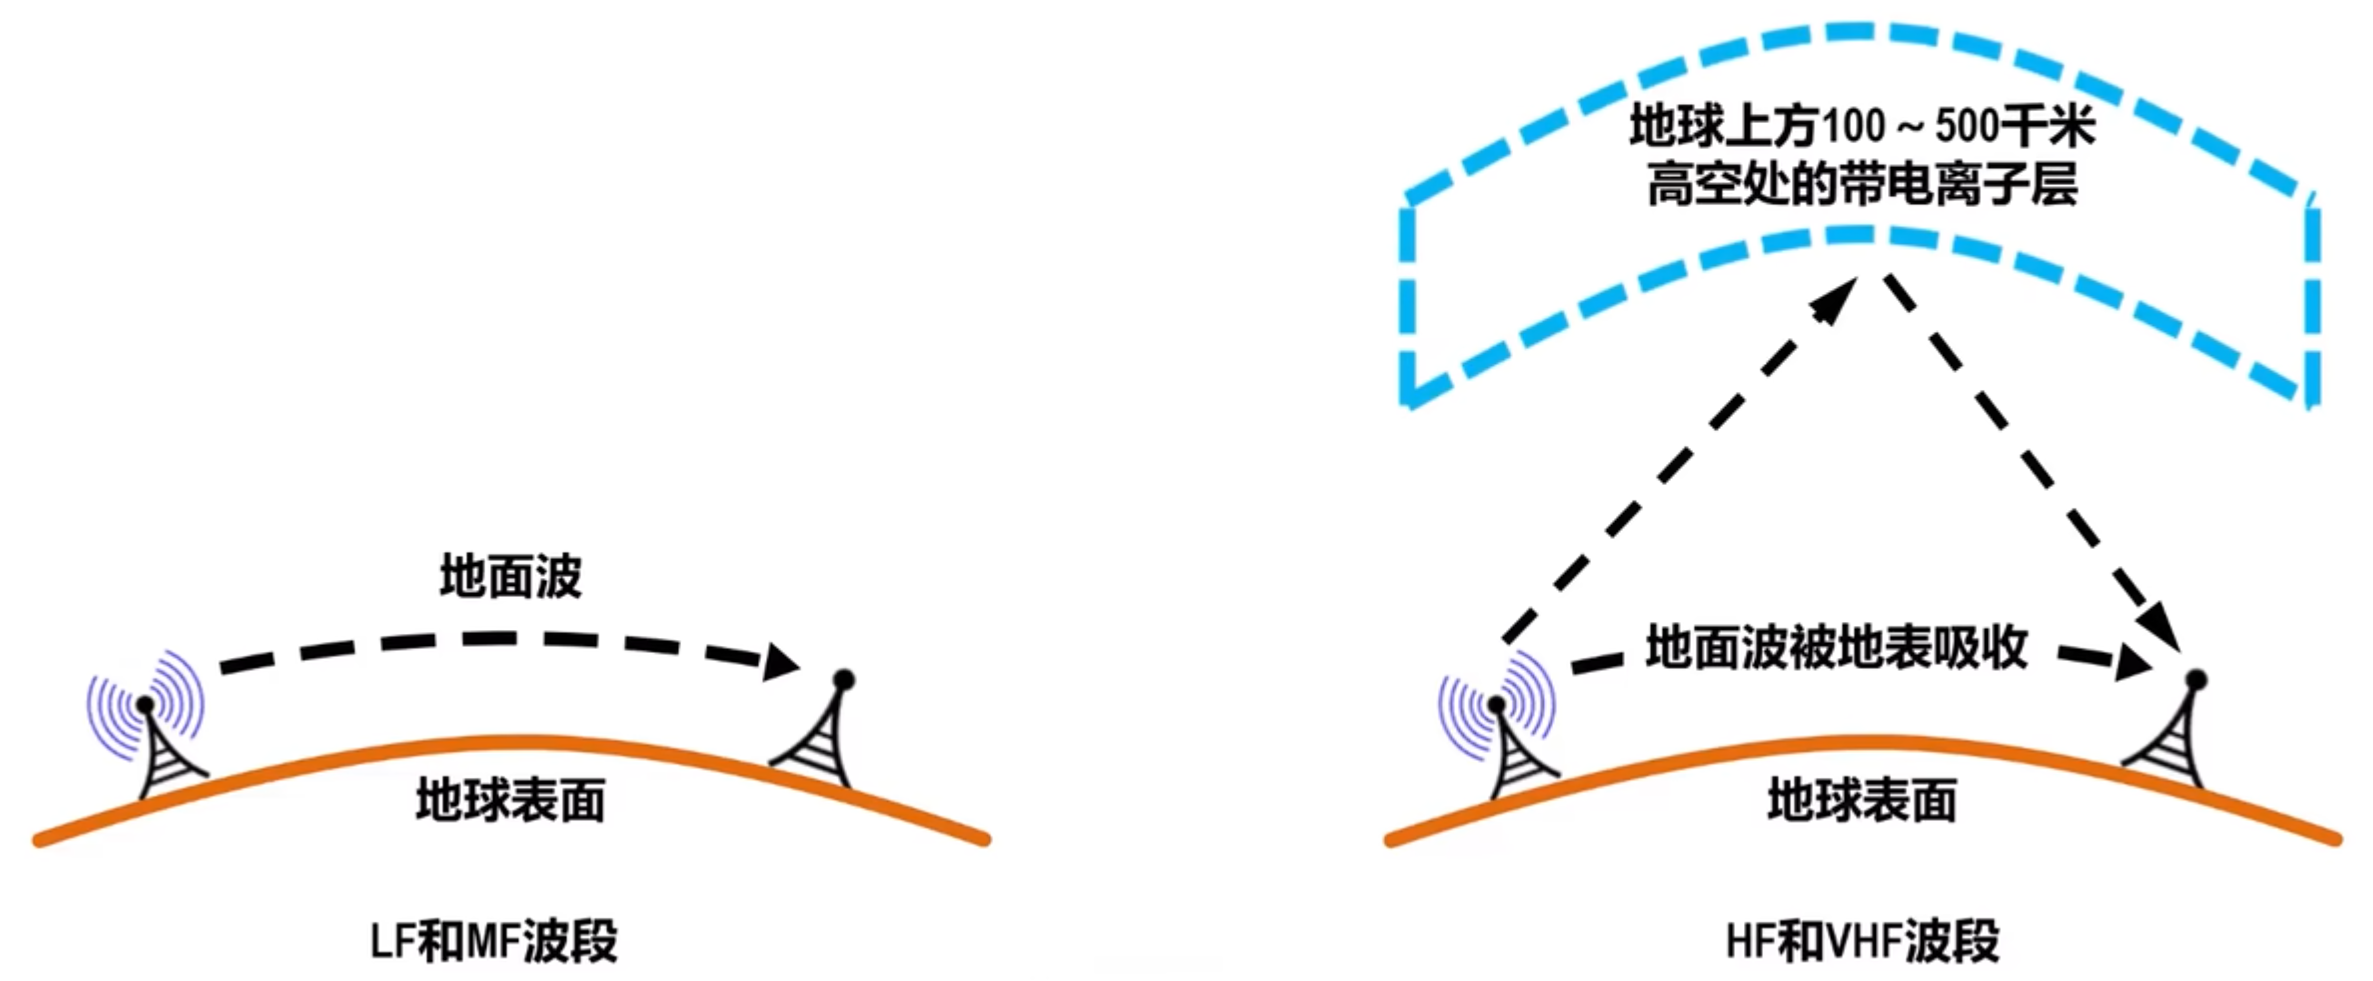 地面波
地球表面
LF和MF波段
地球上方100～500千米
高空处的带电离子层
地面波被地表吸收
地球表面
HF和VHF波段